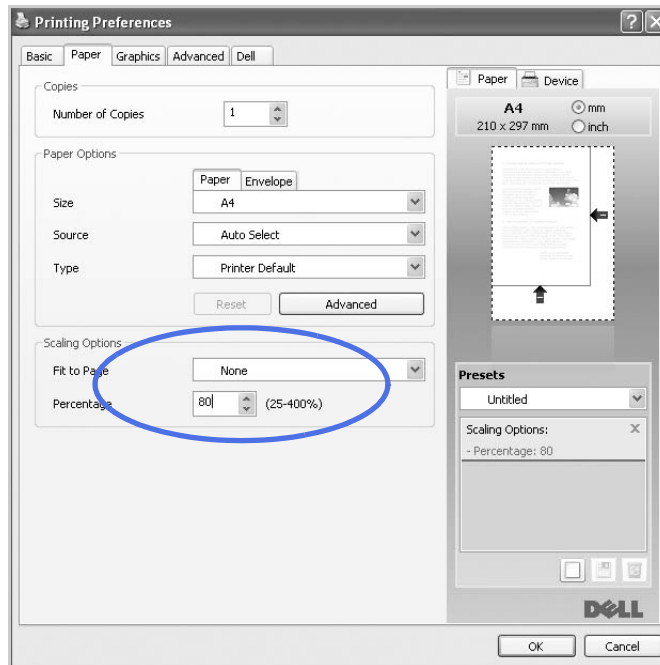 Printing Preferences
Basic Paper Graphics Advanced Dell
Copies
Number of Copies 1
Paper Options
Paper Envelope
Size A4
Source Auto Select
Type Printer Default
Reset Advanced
Scaling Options
Fit to Page None
Percentage 80 (25-400%)
Paper Device
A4 mm
210 x 297 mm inch
Presets
Untitled
Scaling Options: X
- Percentage: 80
DELL
OK Cancel